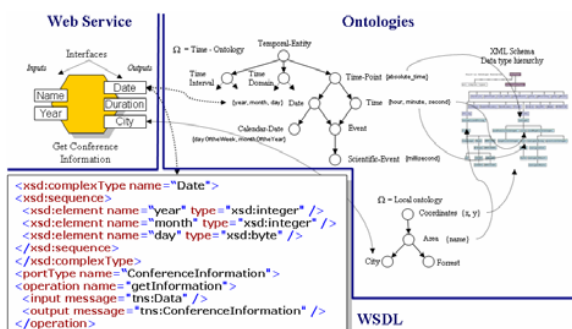 Web Service
Interfaces
Inputs
Outputs
Name
Year
Date
Duration
City
Get Conference
Information
Ontologies
Ω = Time - Ontology
Temporal-Entity
Time
Interval
Time
Domain
Time-Point
[absolute_time]
{year, month, day}
Date
Time
{hour, minute, second}
Calendar-Date
{dayOftheWeek, monthOftheYear}
Event
Scientific-Event
{millisecond}
XML Schema
Data type hierarchy
Ω = Local ontology
Coordinates
{x, y}
Area
{name}
City
Forrest
<xsd:complexType name="Date">
<xsd:sequence>
<xsd:element name="year" type="xsd:integer" />
<xsd:element name="month" type="xsd:integer" />
<xsd:element name="day" type="xsd:byte" />
</xsd:sequence>
</xsd:complexType>
<portType name="ConferenceInformation">
<operation name="getInformation">
<input message="tns:Data" />
<output message="tns:ConferenceInformation" />
</operation>
WSDL